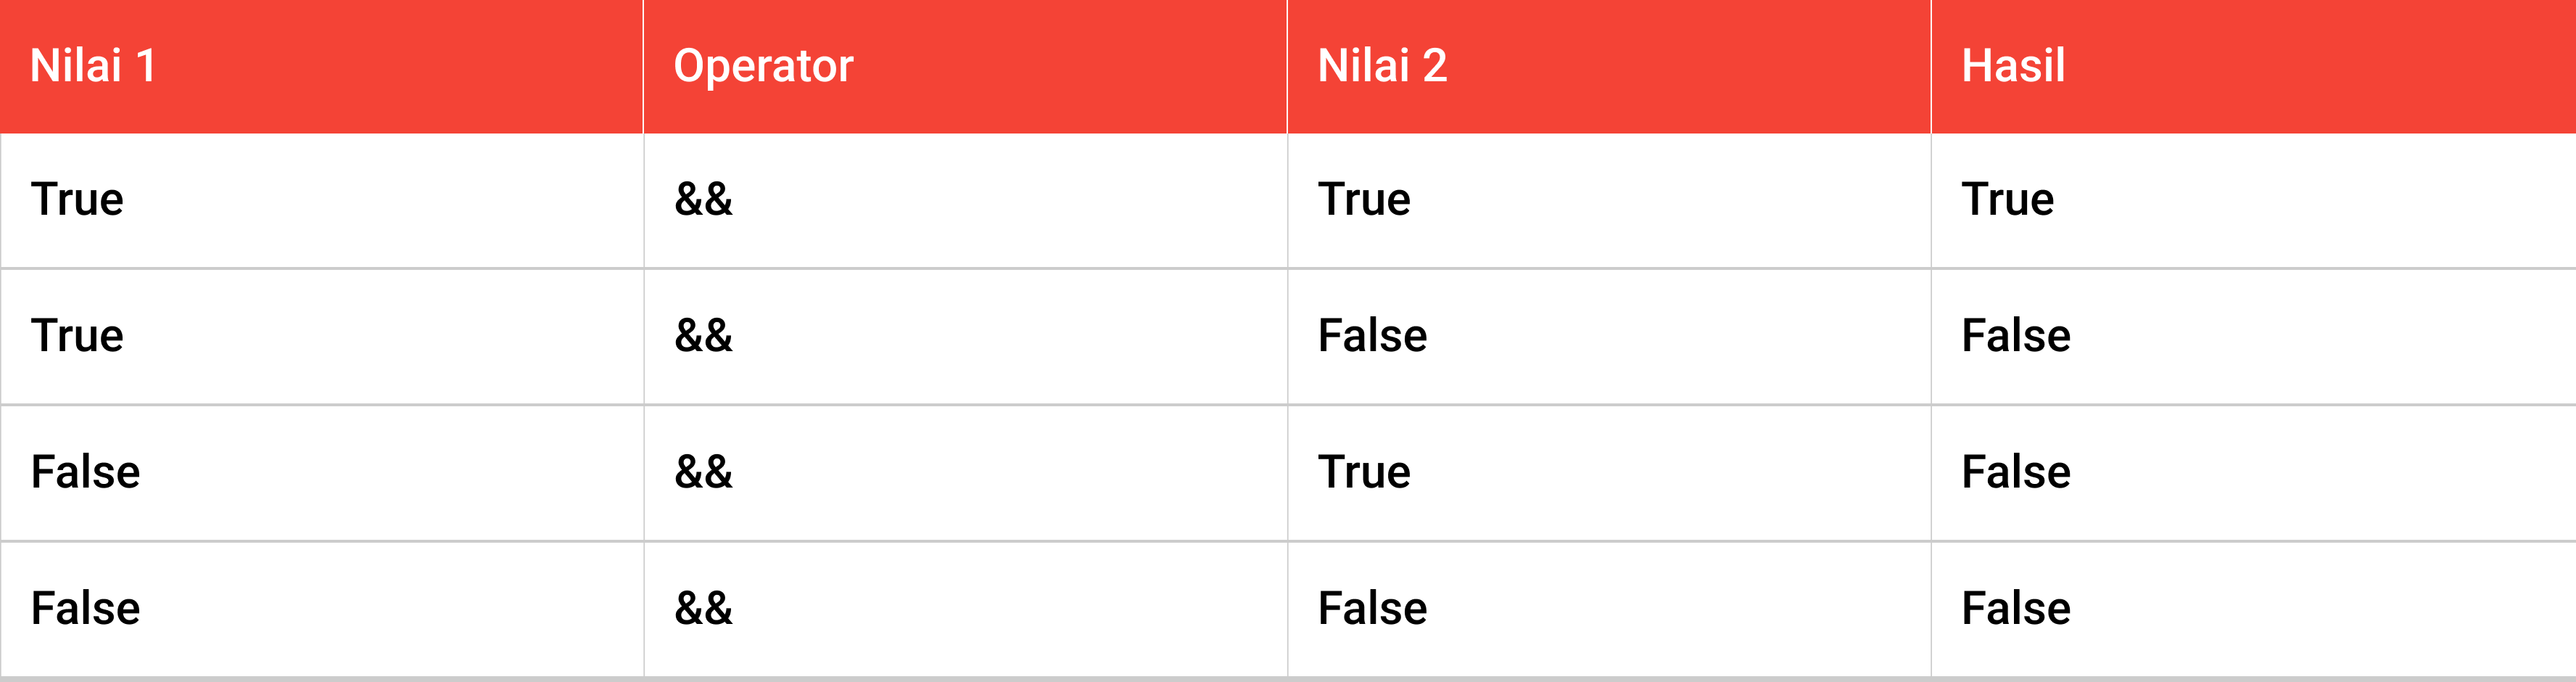 Nilai 1 Operator Nilai 2 Hasil
True && True True
True && False False
False && True False
False && False False